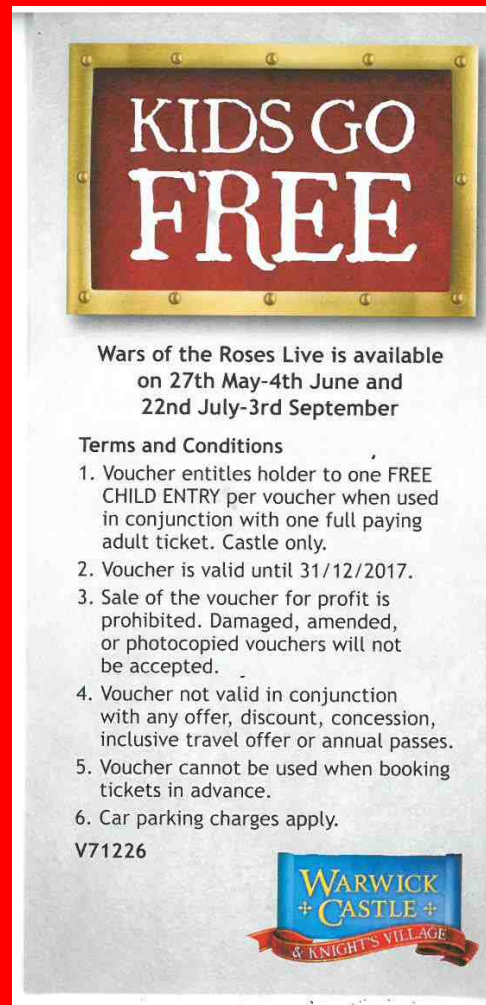 KIDS GO
FREE
Wars of the Roses Live is available
on 27th May-4th June and
22nd July-3rd September
Terms and Conditions
1. Voucher entitles holder to one FREE
CHILD ENTRY per voucher when used
in conjunction with one full paying
adult ticket. Castle only.
2. Voucher is valid until 31/12/2017.
3. Sale of the voucher for profit is
prohibited. Damaged, amended,
or photocopied vouchers will not
be accepted.
4. Voucher not valid in conjunction
with any offer, discount, concession,
inclusive travel offer or annual passes.
5. Voucher cannot be used when booking
tickets in advance.
6. Car parking charges apply.
V71226
WARWICK
CASTLE
& KNIGHT'S VILLAGE